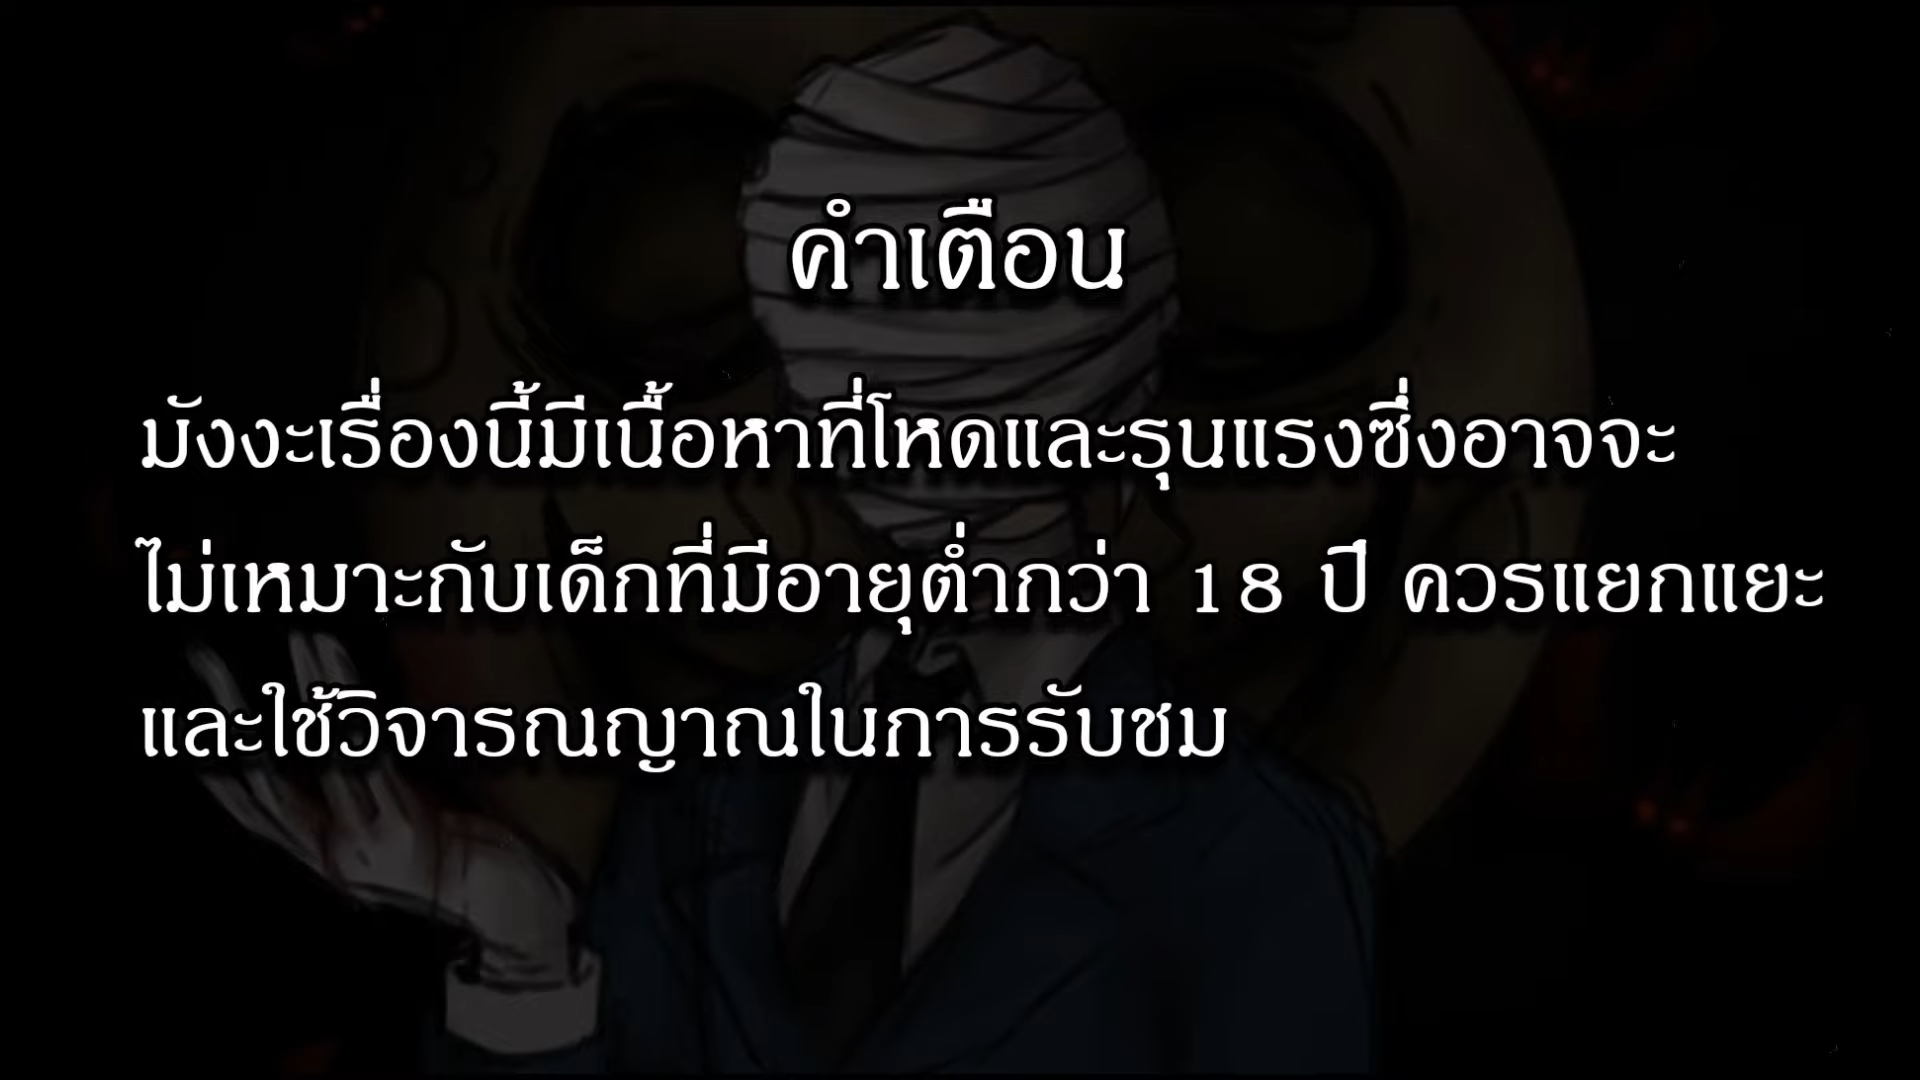 คำเตือน
มังงะเรื่องนี้มีเนื้อหาที่โหดและรุนแรงซึ่งอาจจะ
ไม่เหมาะกับเด็กที่มีอายุต่ำกว่า 18 ปี ควรแยกแยะ
และใช้วิจารณญาณในการรับชม